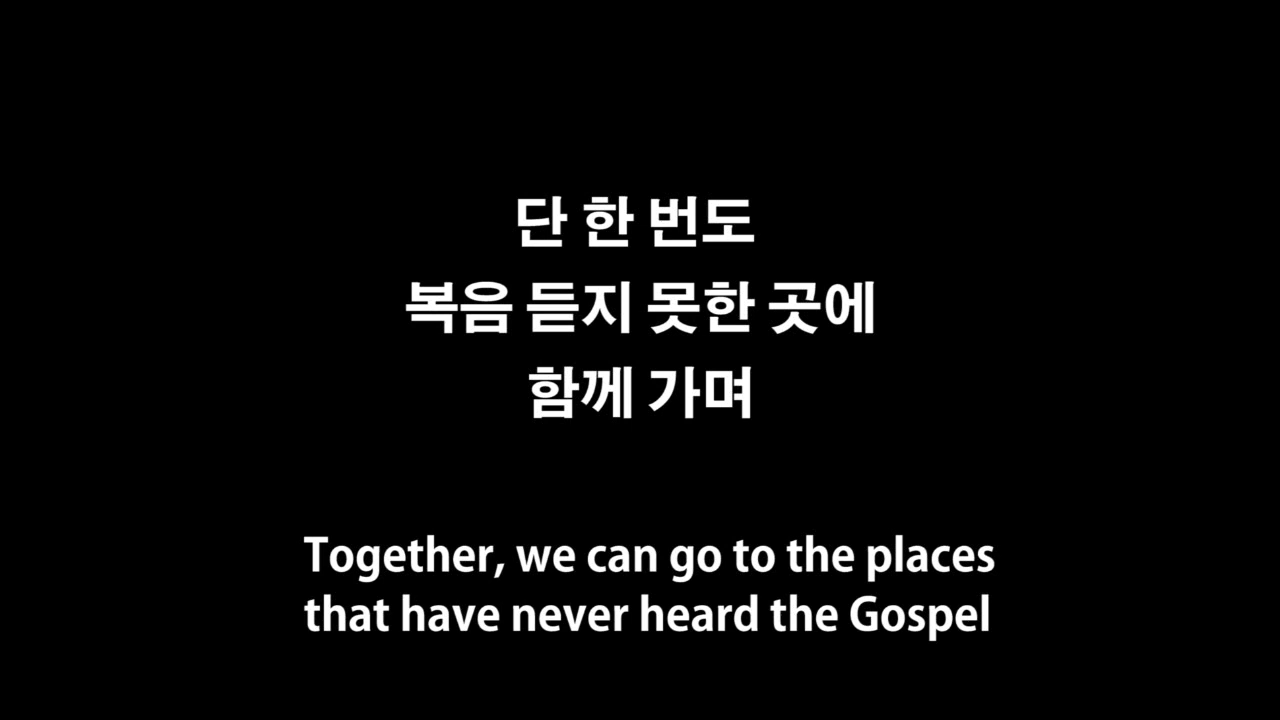 단 한 번도
복음 듣지 못한 곳에
함께 가며
Together, we can go to the places
that have never heard the Gospel